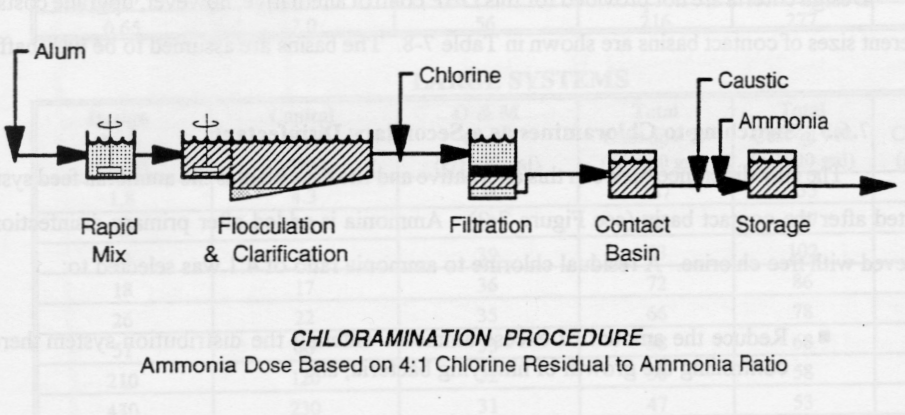 Alum
Chlorine
Caustic
Ammonia
Rapid
Mix
Flocculation
& Clarification
Filtration
Contact
Basin
Storage
CHLORAMINATION PROCEDURE
Ammonia Dose Based on 4:1 Chlorine Residual to Ammonia Ratio